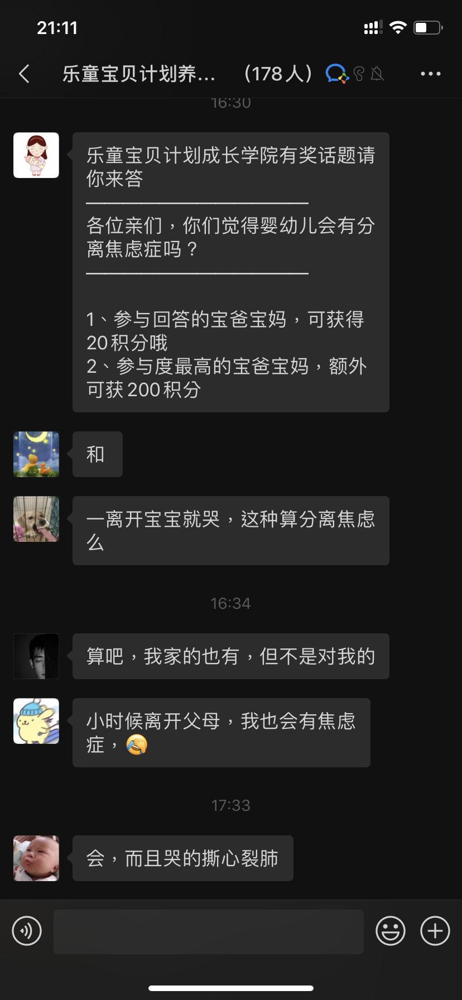 21:11
乐童宝贝计划养... (178人)
16:30
乐童宝贝计划成长学院有奖话题请
你来答
————————————
各位亲们，你们觉得婴幼儿会有分
离焦虑症吗？
————————————
1、参与回答的宝爸宝妈，可获得
20积分哦
2、参与度最高的宝爸宝妈，额外
可获200积分
和
一离开宝宝就哭，这种算分离焦虑
么
16:34
算吧，我家的也有，但不是对我的
小时候离开父母，我也会有焦虑
症，🤣
17:33
会，而且哭的撕心裂肺